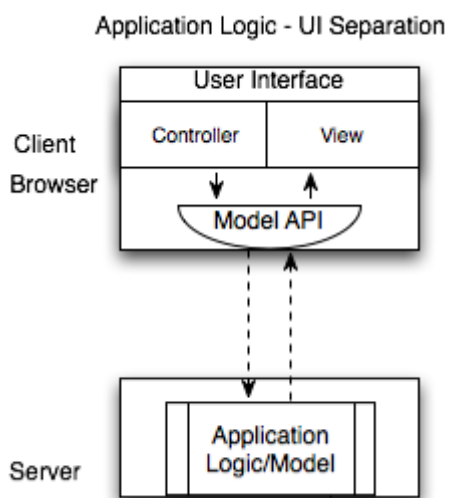 Application Logic - UI Separation
User Interface
Controller
View
Client
Browser
Model API
Application
Logic/Model
Server